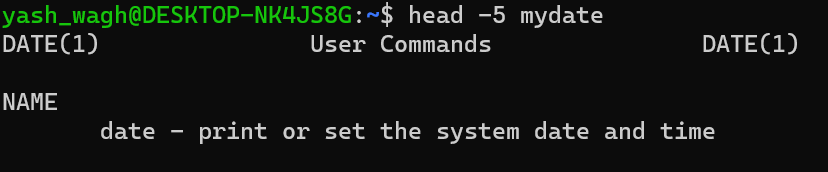 yash_wagh@DESKTOP-NK4JS8G:~$ head -5 mydate
DATE(1)                User Commands                DATE(1)
NAME
       date - print or set the system date and time